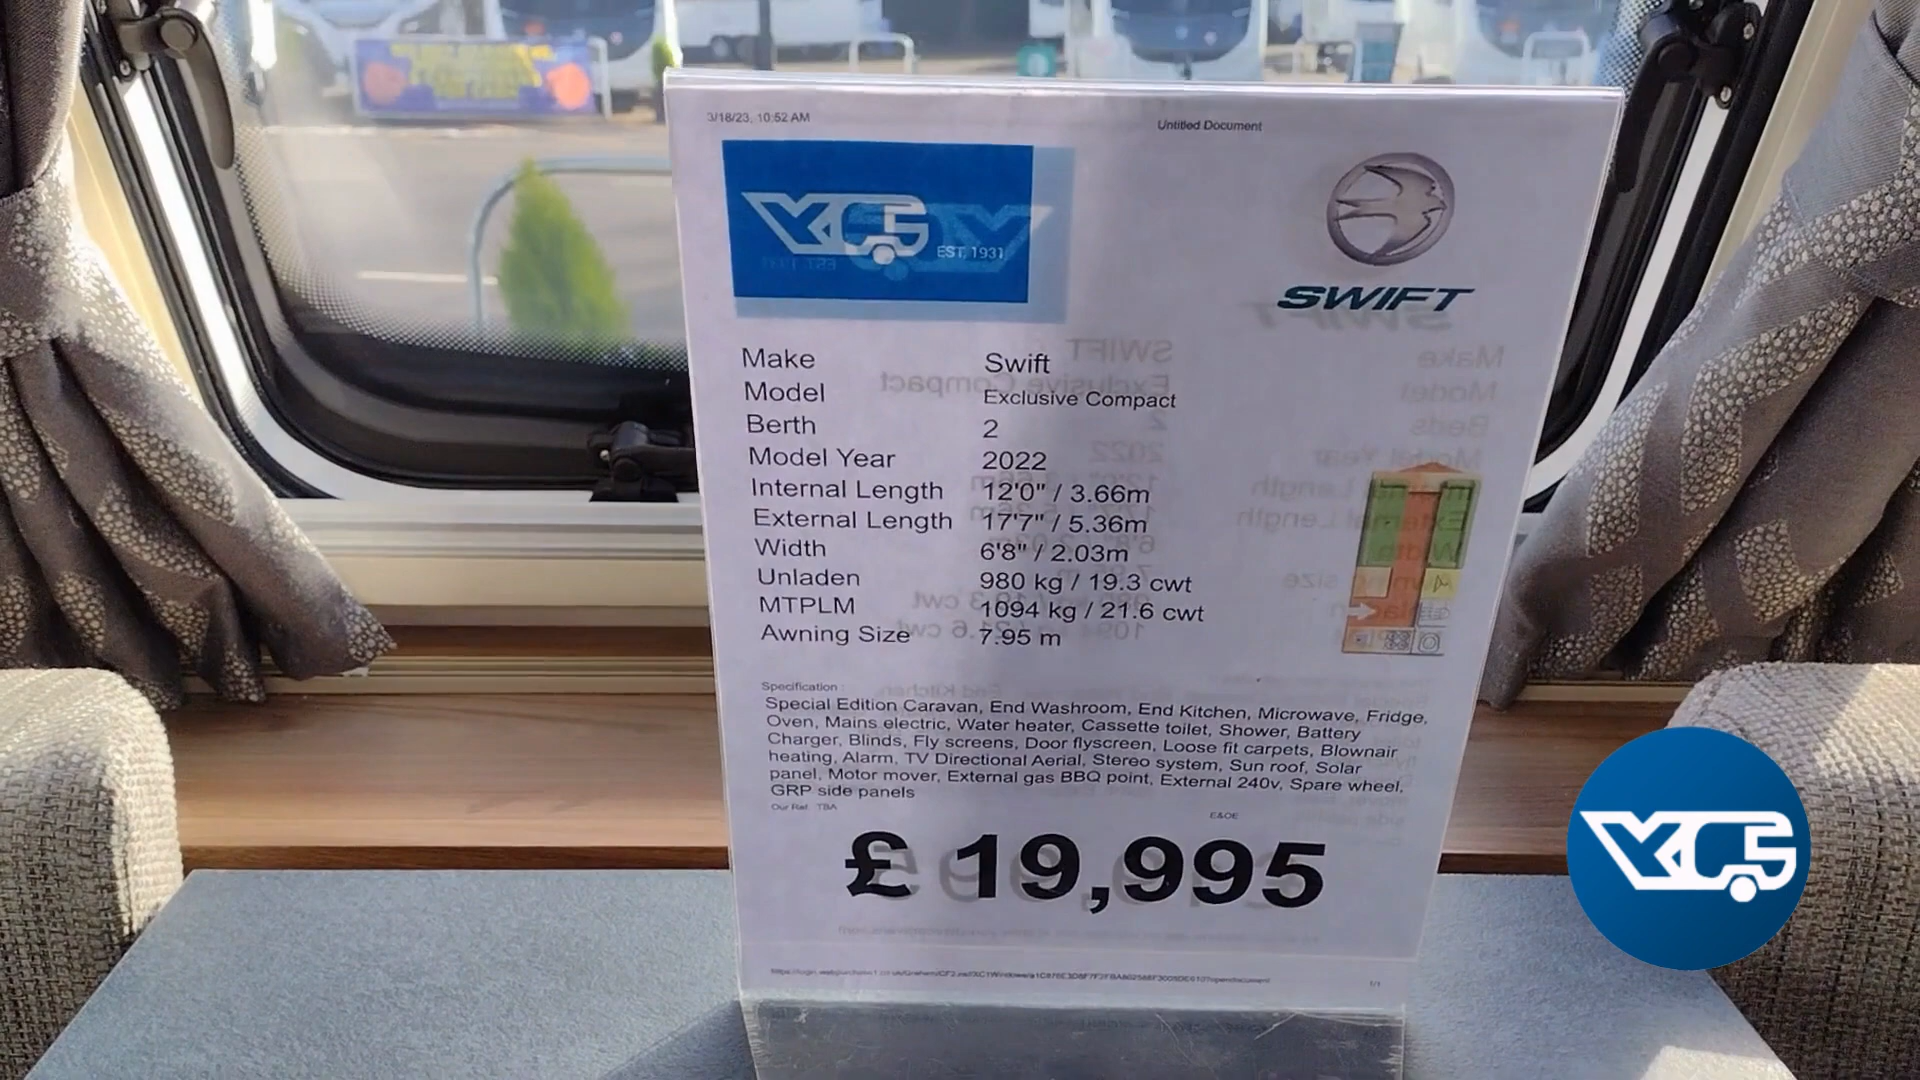 3/18/23, 10:52 AM
Untitled Document
YCS
EST. 1931
SWIFT
Make Swift
Model Exclusive Compact
Berth 2
Model Year 2022
Internal Length 12'0" / 3.66m
External Length 17'7" / 5.36m
Width 6'8" / 2.03m
Unladen 980 kg / 19.3 cwt
MTPLM 1094 kg / 21.6 cwt
Awning Size 7.95 m
Specification :
Special Edition Caravan, End Washroom, End Kitchen, Microwave, Fridge,
Oven, Mains electric, Water heater, Cassette toilet, Shower, Battery
Charger, Blinds, Fly screens, Door flyscreen, Loose fit carpets, Blownair
heating, Alarm, TV Directional Aerial, Stereo system, Sun roof, Solar
panel, Motor mover, External gas BBQ point, External 240v, Spare wheel,
GRP side panels
Our Ref: TBA
E&OE
£ 19,995
1/1
YCS